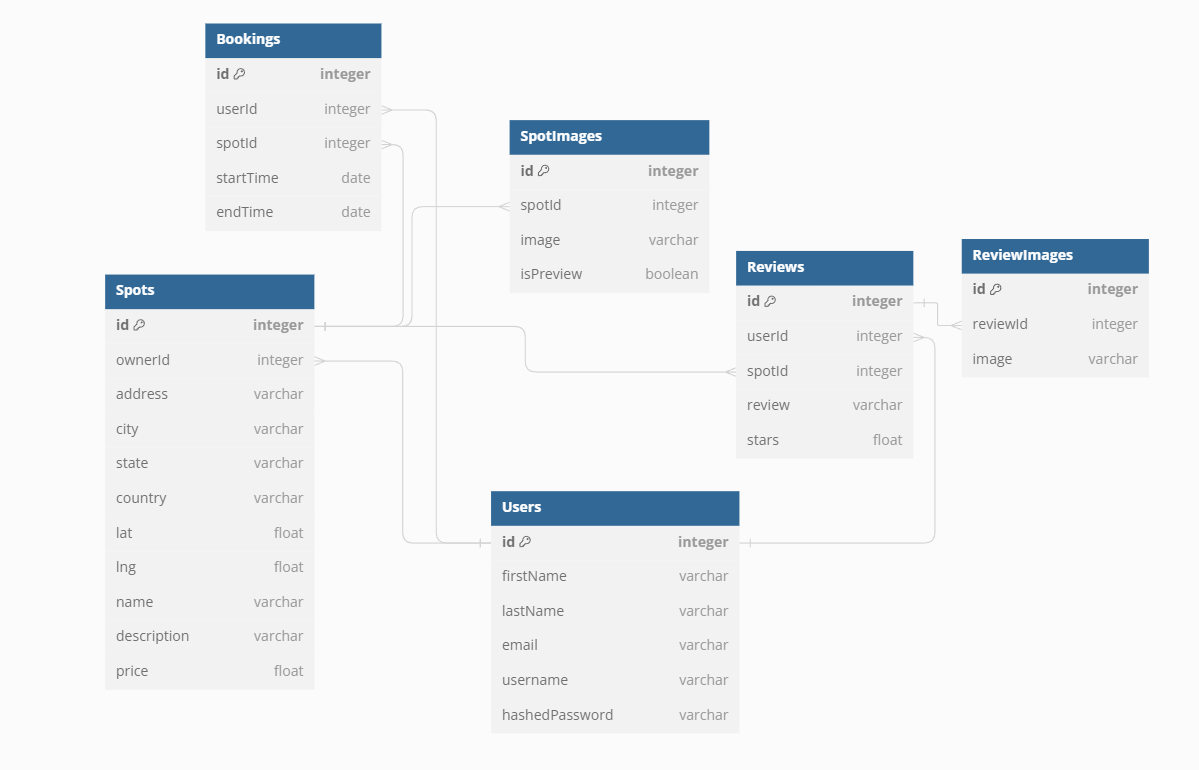 Bookings
id integer
userId integer
spotId integer
startTime date
endTime date
SpotImages
id integer
spotId integer
image varchar
isPreview boolean
Reviews
id integer
userId integer
spotId integer
review varchar
stars float
ReviewImages
id integer
reviewId integer
image varchar
Spots
id integer
ownerId integer
address varchar
city varchar
state varchar
country varchar
lat float
lng float
name varchar
description varchar
price float
Users
id integer
firstName varchar
lastName varchar
email varchar
username varchar
hashedPassword varchar